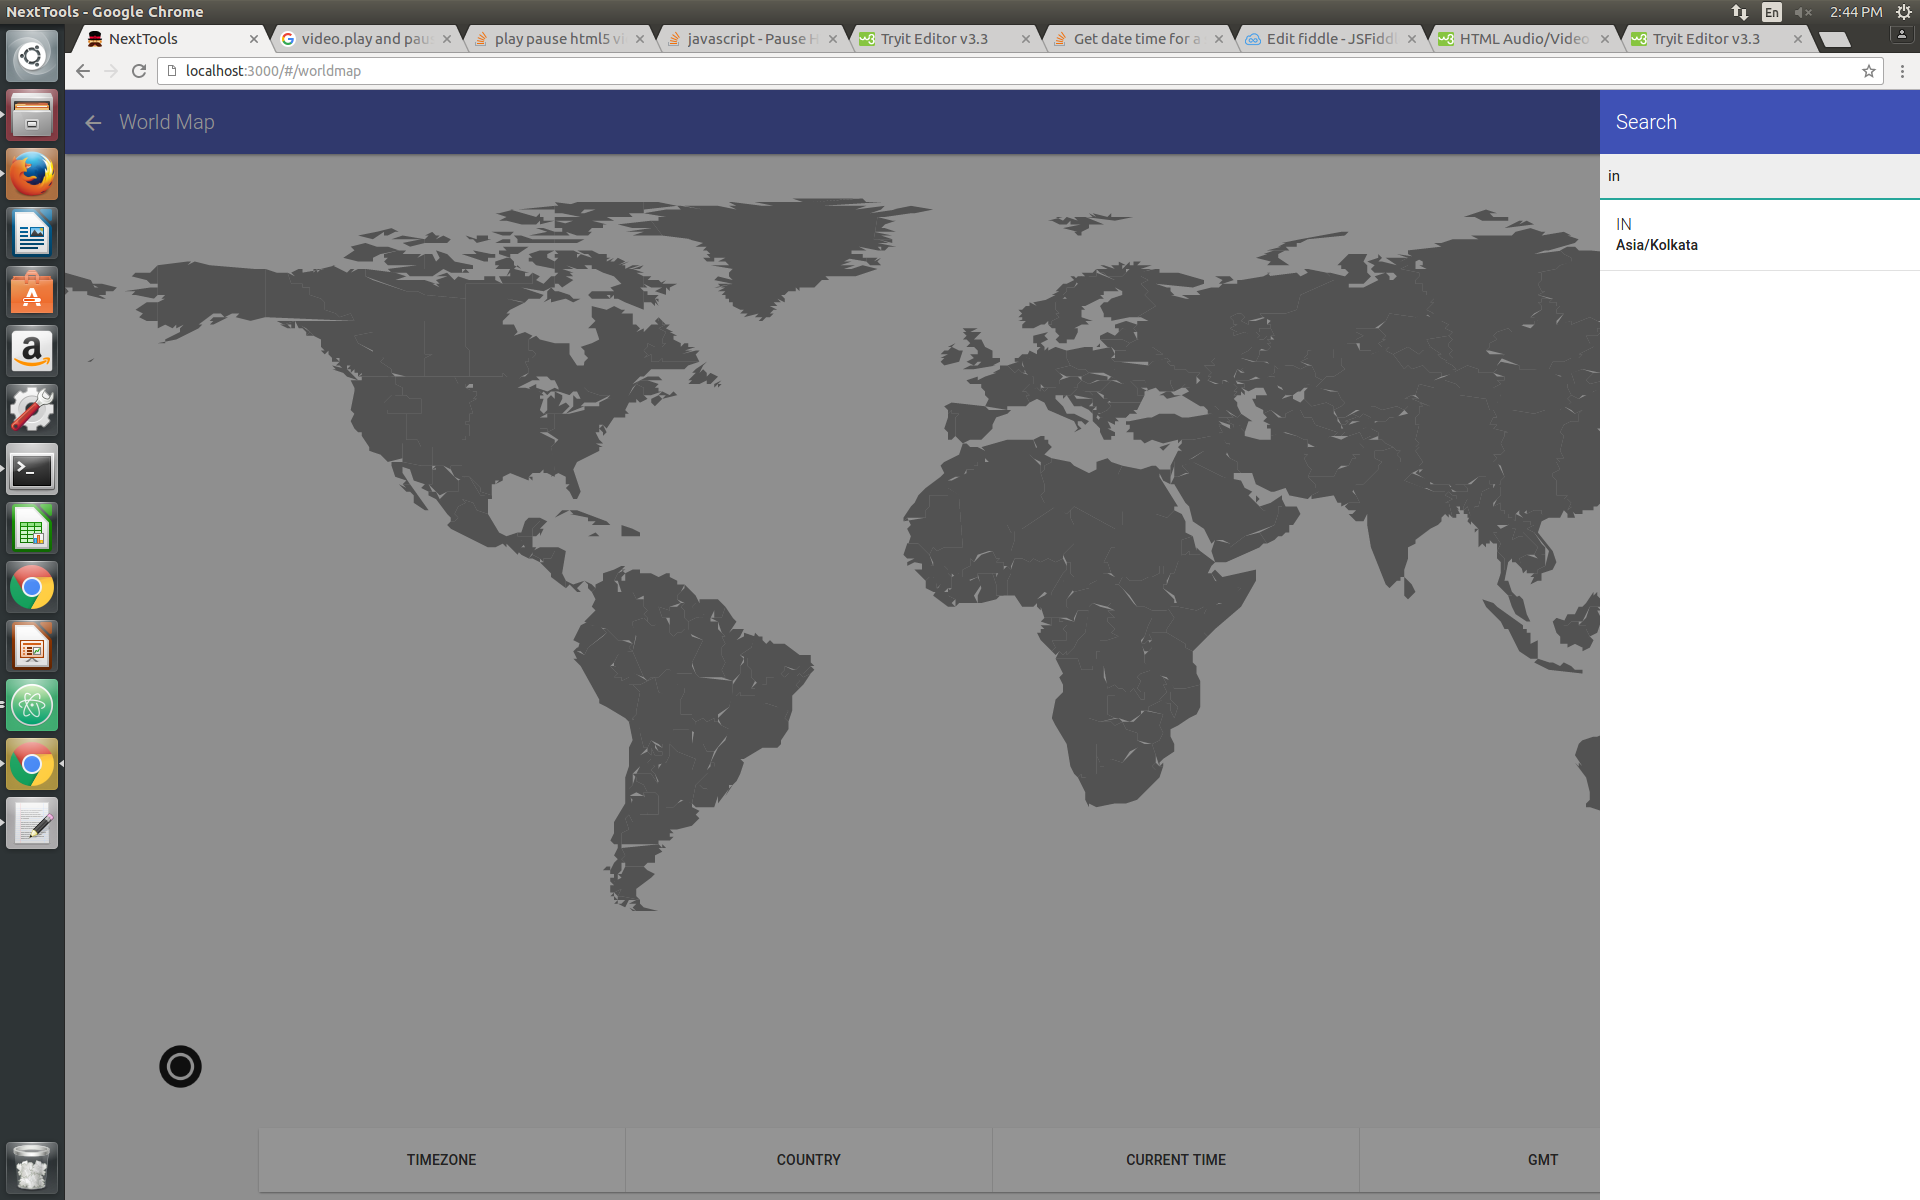 NextTools - Google Chrome
En
2:44 PM
NextTools
video.play and pau
play pause html5 vi
javascript - Pause H
Tryit Editor v3.3
Get date time for a
Edit fiddle - JSFiddl
HTML Audio/Video
Tryit Editor v3.3
localhost:3000/#/worldmap
World Map
Search
in
IN
Asia/Kolkata
TIMEZONE
COUNTRY
CURRENT TIME
GMT